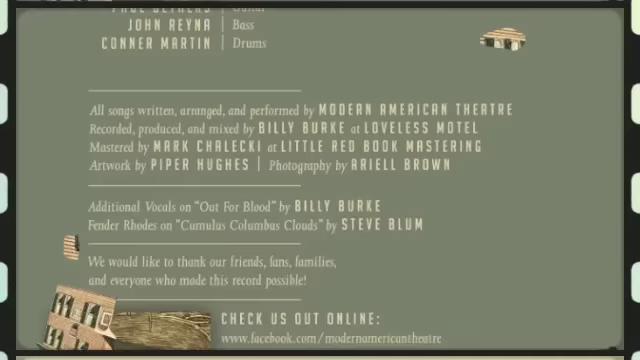 JOHN REYNA | Bass
CONNER MARTIN | Drums
All songs written, arranged, and performed by MODERN AMERICAN THEATRE
Recorded, produced, and mixed by BILLY BURKE at LOVELESS MOTEL
Mastered by MARK CHALECKI at LITTLE RED BOOK MASTERING
Artwork by PIPER HUGHES | Photography by ARIELL BROWN
Additional Vocals on "Out For Blood" by BILLY BURKE
Fender Rhodes on "Cumulus Columbus Clouds" by STEVE BLUM
We would like to thank our friends, fans, families,
and everyone who made this record possible!
CHECK US OUT ONLINE:
www.facebook.com/modernamericantheatre